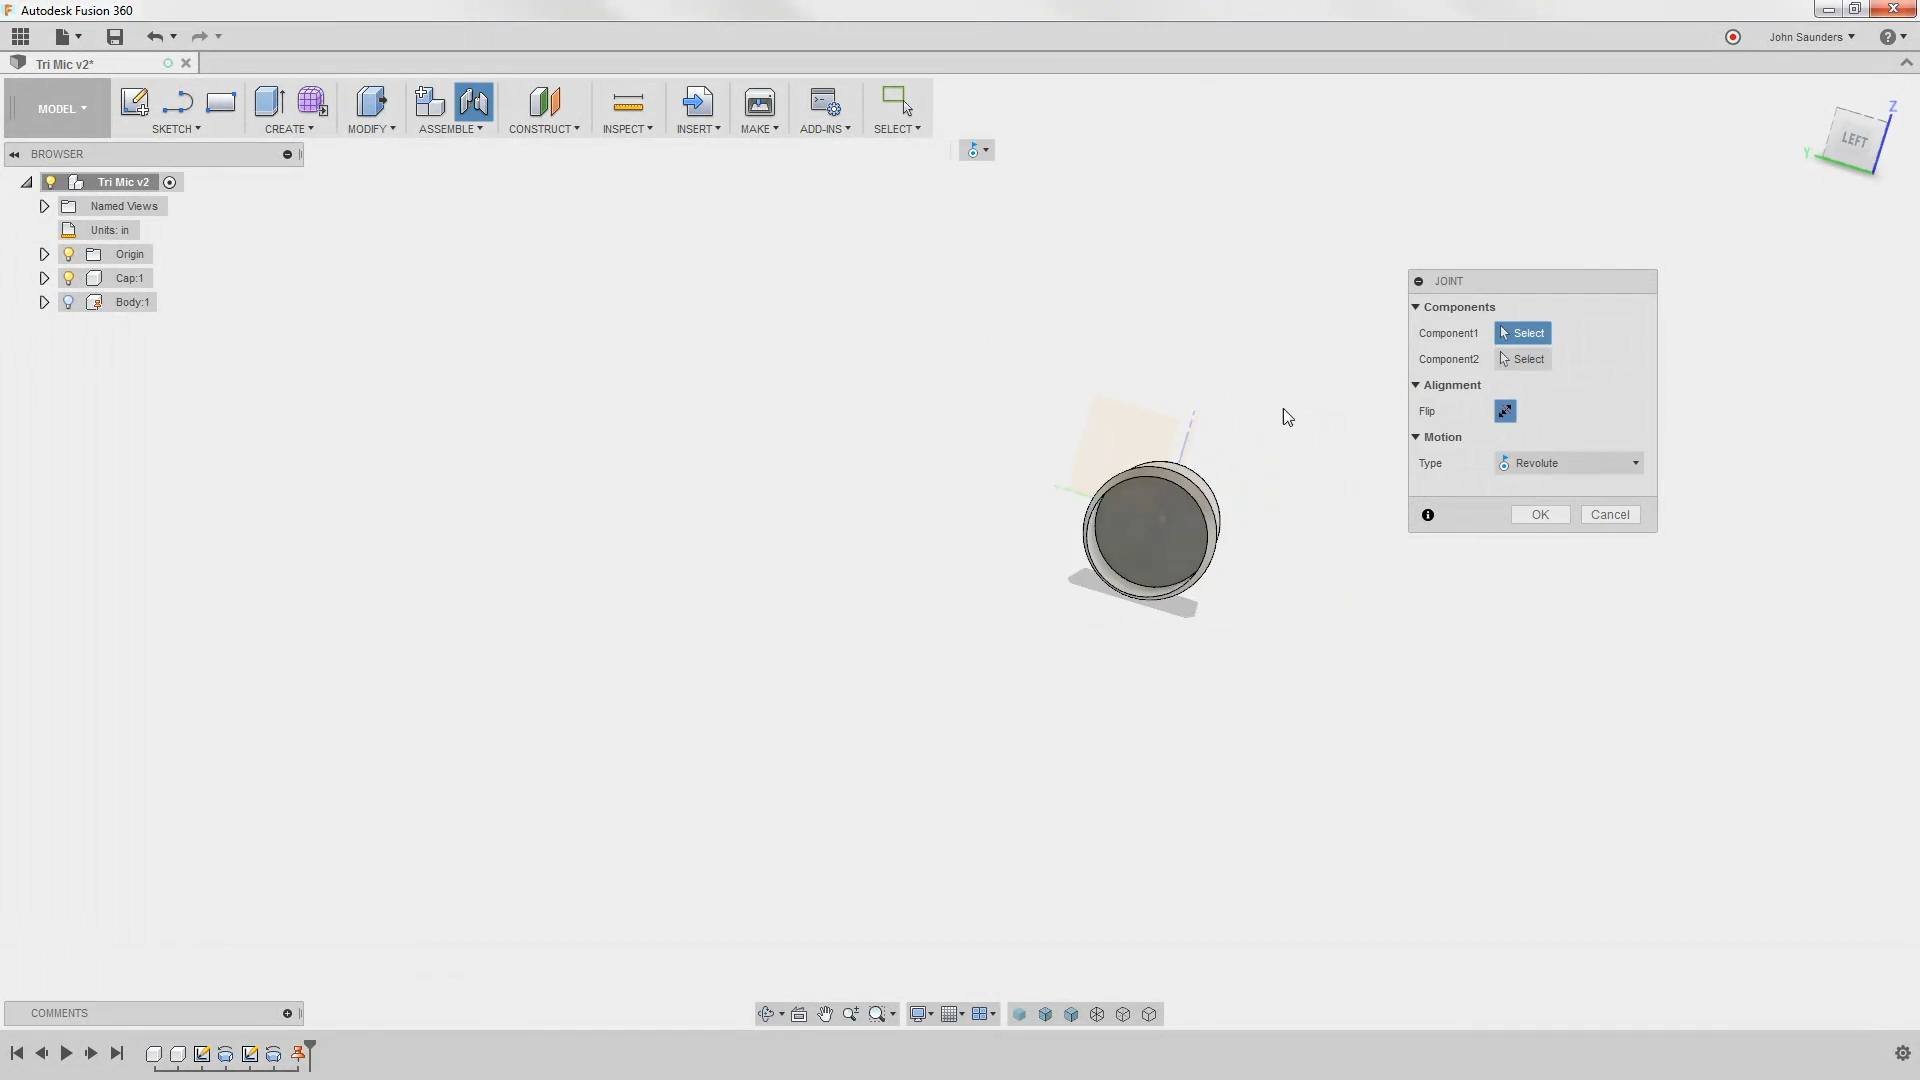 Autodesk Fusion 360
John Saunders
Tri Mic v2*
MODEL
SKETCH
CREATE
MODIFY
ASSEMBLE
CONSTRUCT
INSPECT
INSERT
MAKE
ADD-INS
SELECT
BROWSER
Tri Mic v2
Named Views
Units: in
Origin
Cap:1
Body:1
Z
LEFT
Y
JOINT
Components
Component1 Select
Component2 Select
Alignment
Flip
Motion
Type Revolute
OK Cancel
COMMENTS